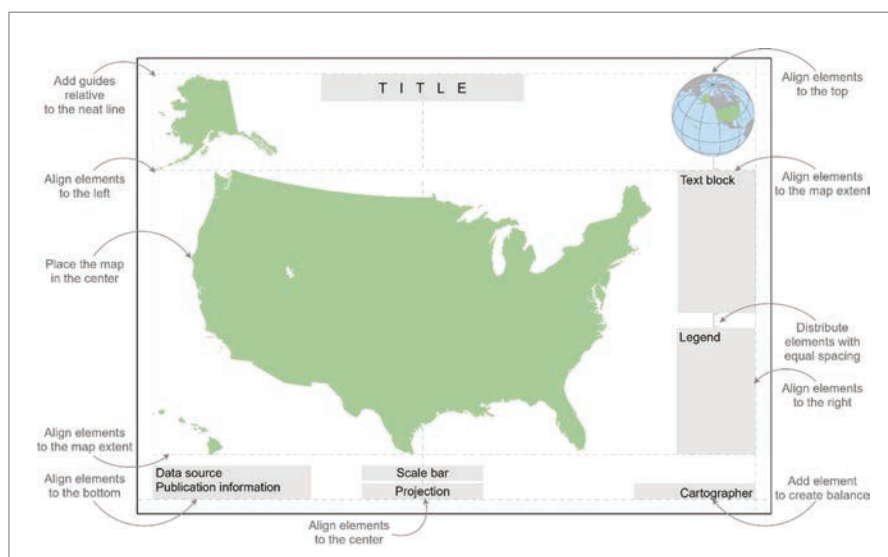 Add guides
relative
to the neat line
T I T L E
Align elements
to the top
Align elements
to the left
Text block
Align elements
to the map extent
Place the map
in the center
Distribute
elements with
equal spacing
Legend
Align elements
to the right
Align elements
to the map extent
Align elements
to the bottom
Data source
Publication information
Scale bar
Projection
Cartographer
Add element
to create balance
Align elements
to the center